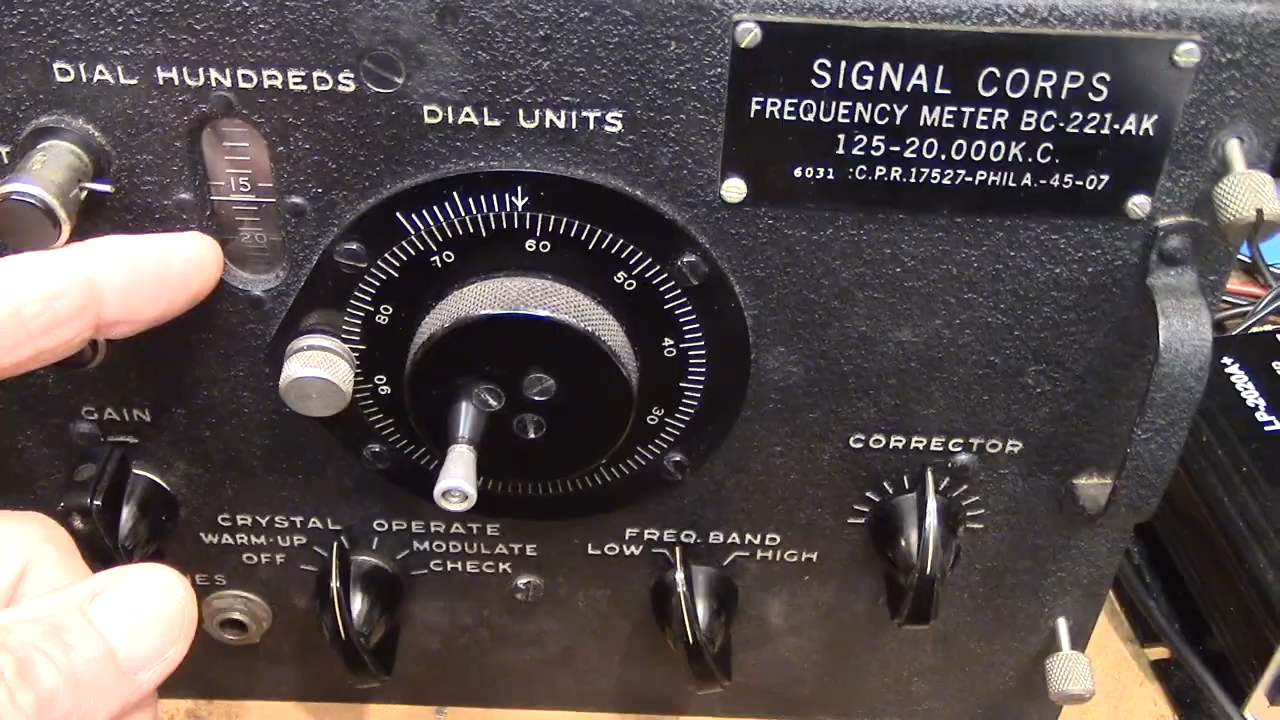 DIAL HUNDREDS
DIAL UNITS
SIGNAL CORPS
FREQUENCY METER BC-221-AK
125-20,000K.C.
6031 :C.P.R.17527-PHILA.-45-07
15
20
60
50
40
30
70
80
90
GAIN
CORRECTOR
CRYSTAL
OPERATE
WARM-UP
MODULATE
OFF
CHECK
FREQ. BAND
LOW
HIGH
LP-2020A+